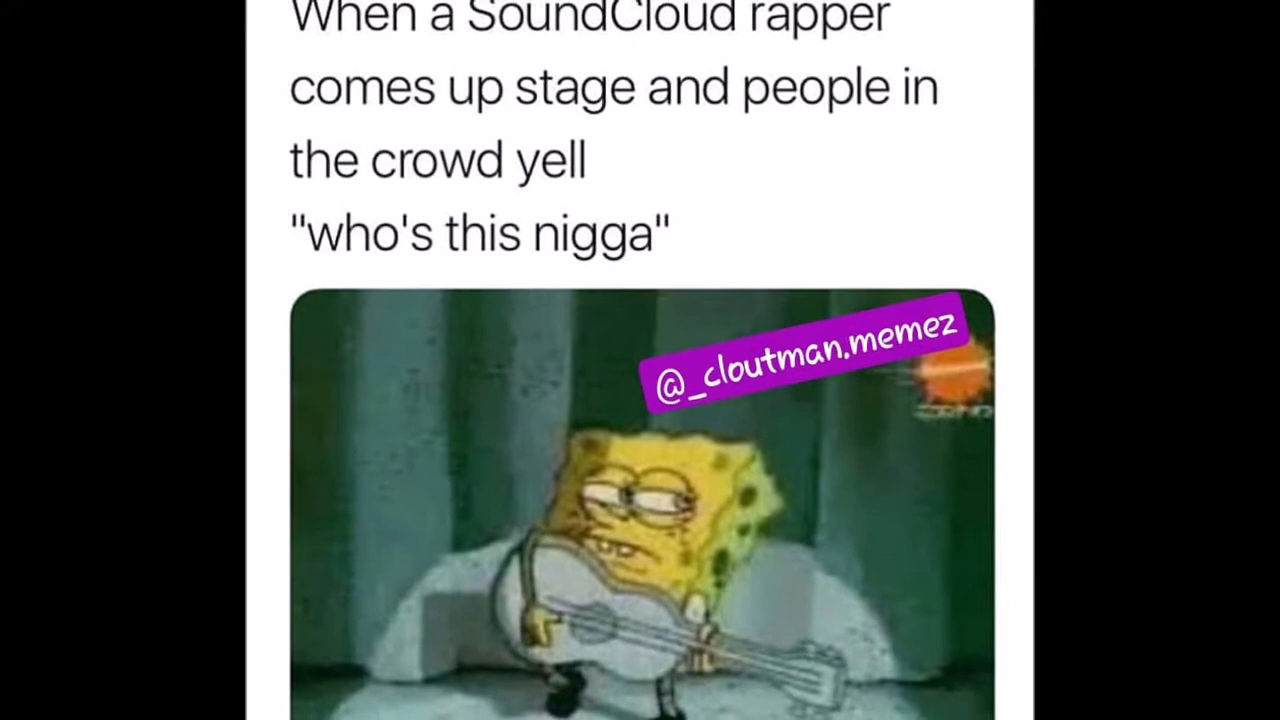 When a SoundCloud rapper
comes up stage and people in
the crowd yell
"who's this nigga"
@_cloutman.memez